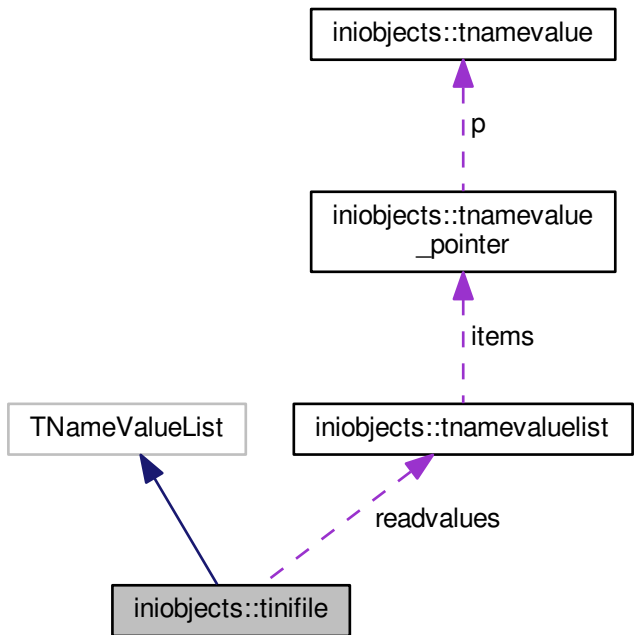 iniobjects::tnamevalue
p
iniobjects::tnamevalue
_pointer
items
TNameValueList
iniobjects::tnamevaluelist
readvalues
iniobjects::tinifile